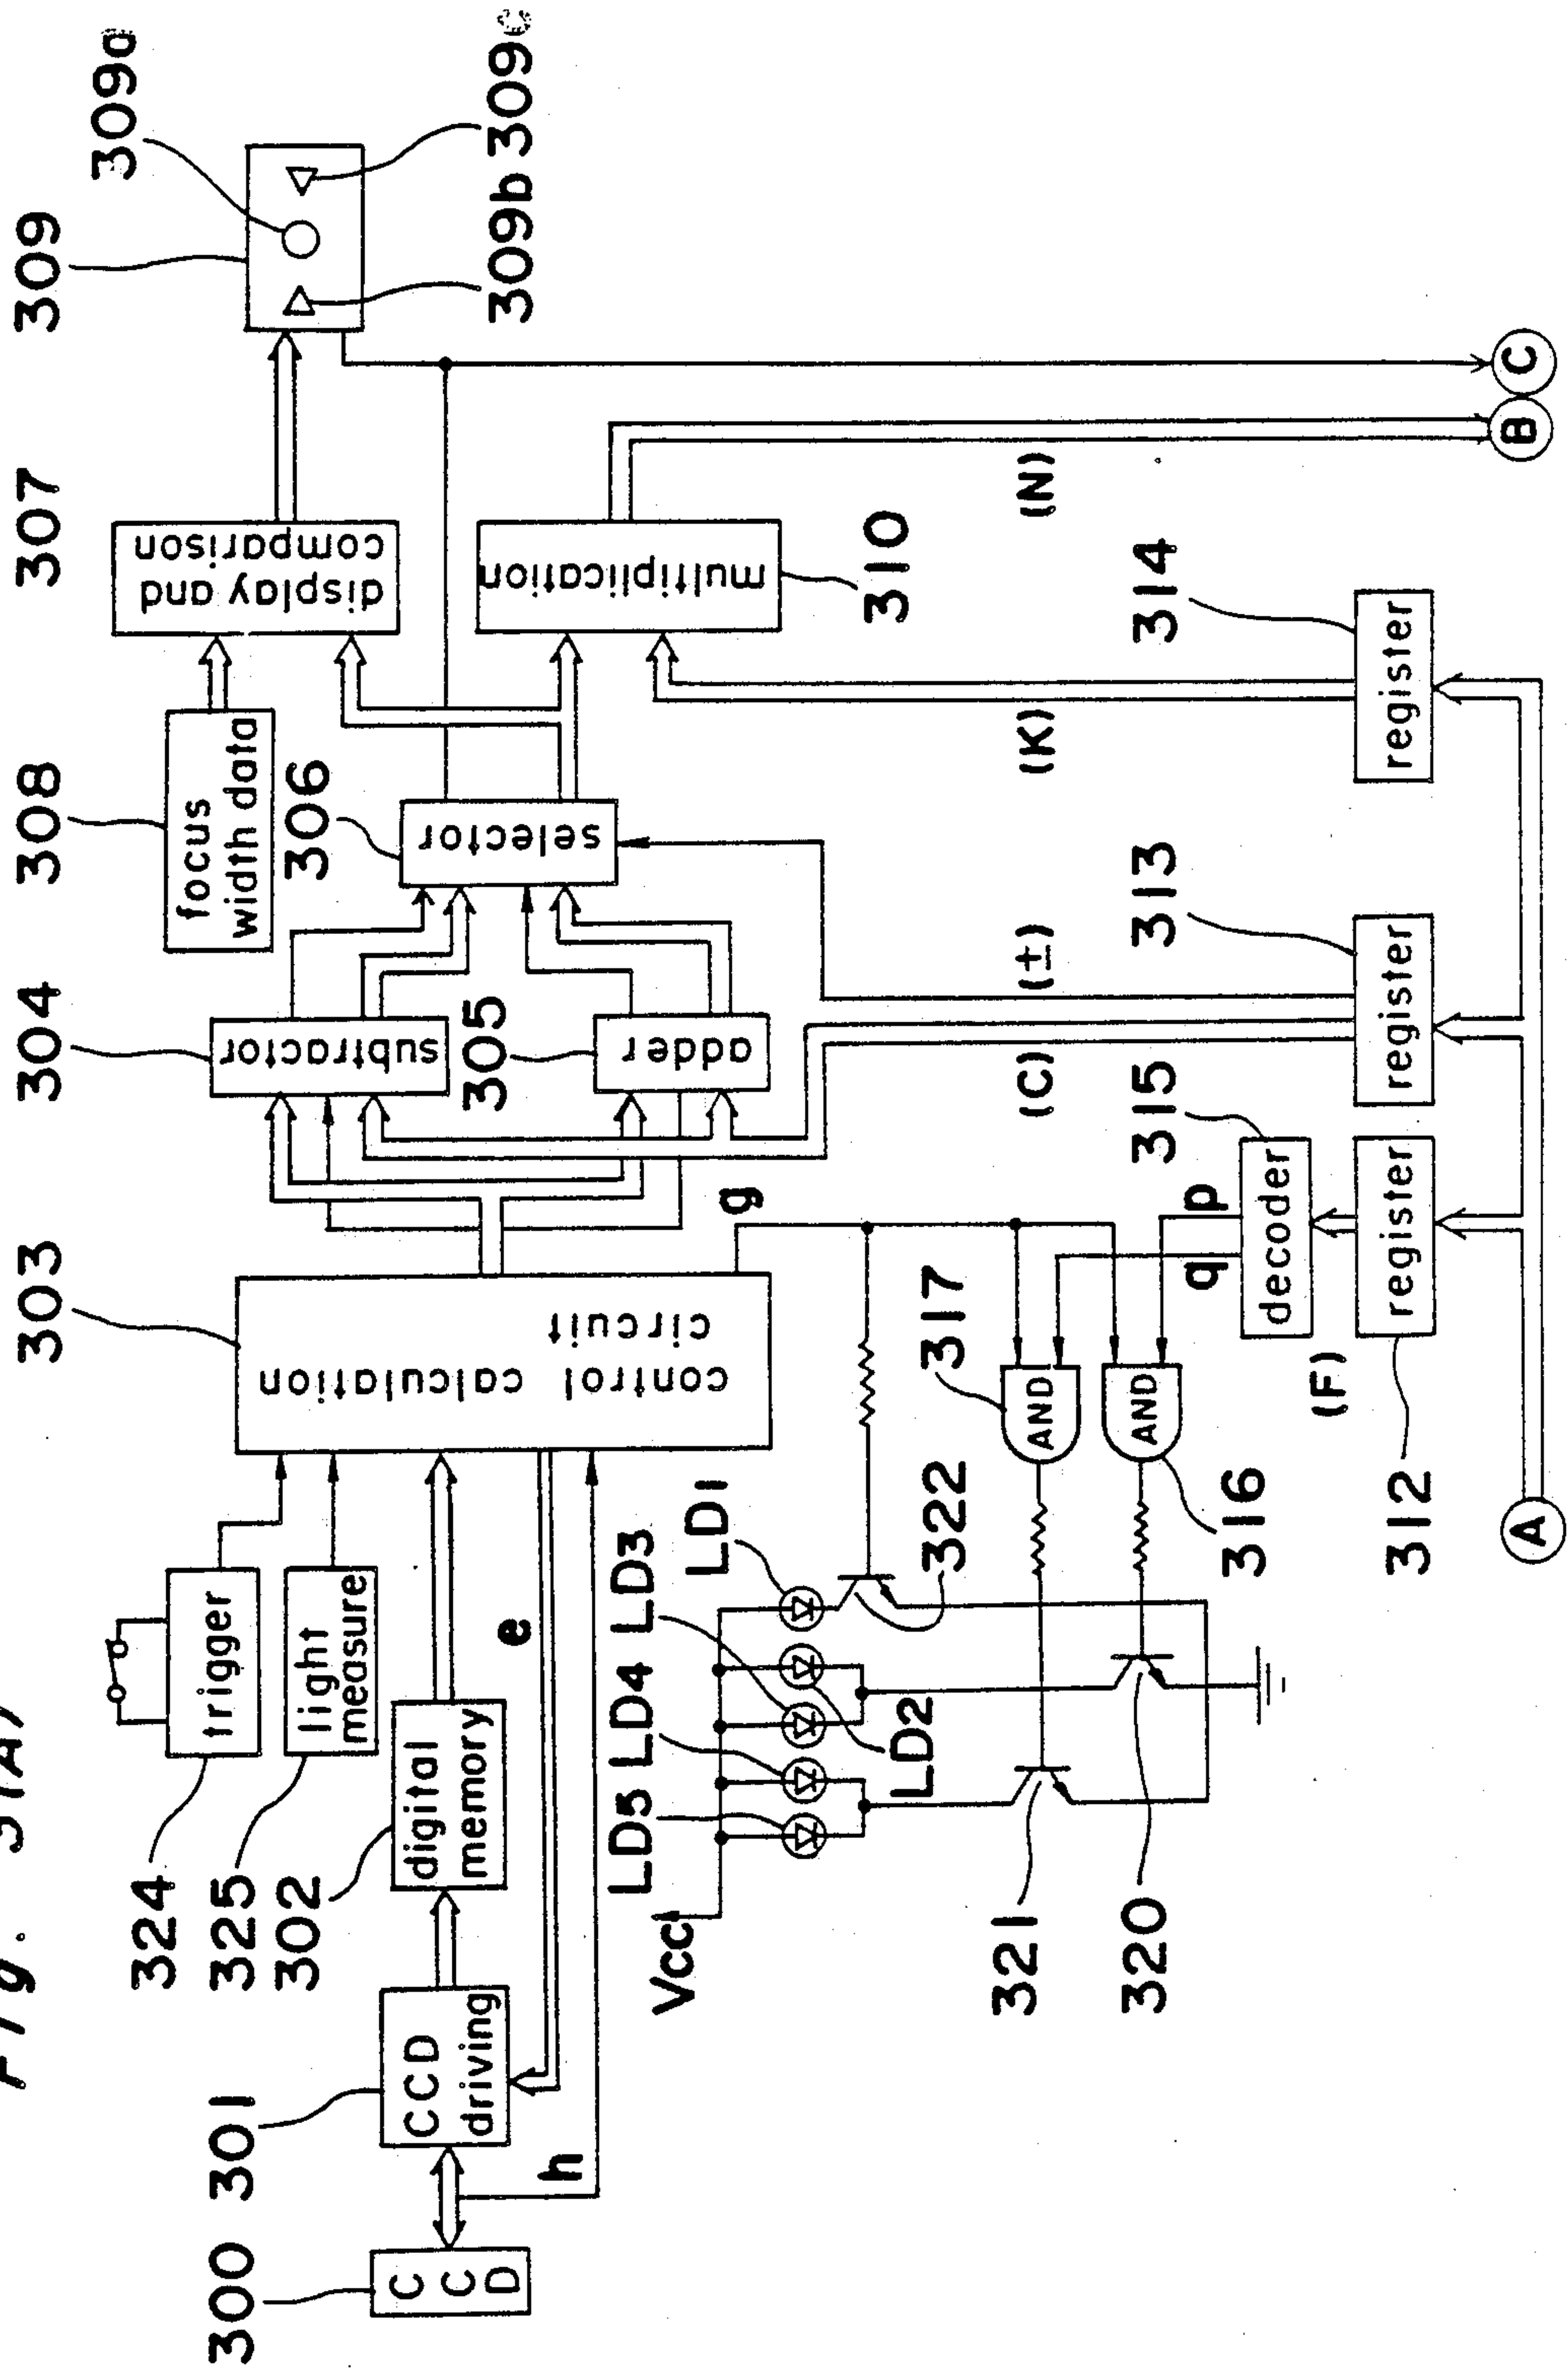 Fig. 31A
324
trigger
325
light
measure
302
digital
memory
300
C
C
D
301
CCD
driving
h
e
303
control calculation
circuit
g
304
subtractor
305
adder
306
selector
308
focus
width data
307
display and
comparison
309
309a
309b
309c
multiplication
310
(N)
(K)
(±)
(C)
B
C
314
register
313
register
315
decoder
p
q
312
register
(F)
A
317
AND
316
AND
322
LD1
LD3
LD2
LD4
LD5
Vcc
321
320